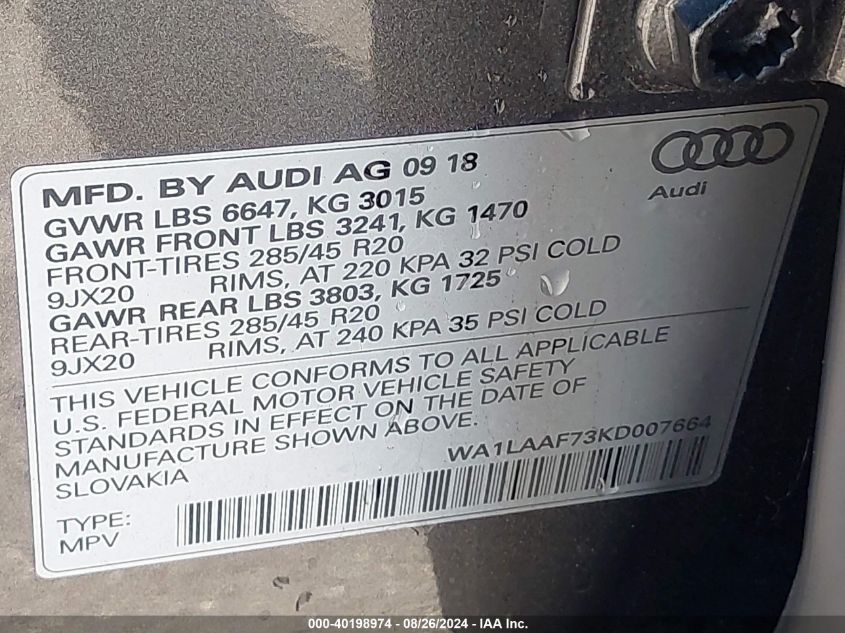 MFD. BY AUDI AG 09 18
Audi
GVWR LBS 6647, KG 3015
GAWR FRONT LBS 3241, KG 1470
FRONT-TIRES 285/45 R20
9JX20 RIMS, AT 220 KPA 32 PSI COLD
GAWR REAR LBS 3803, KG 1725
REAR-TIRES 285/45 R20
9JX20 RIMS, AT 240 KPA 35 PSI COLD
THIS VEHICLE CONFORMS TO ALL APPLICABLE
U.S. FEDERAL MOTOR VEHICLE SAFETY
STANDARDS IN EFFECT ON THE DATE OF
MANUFACTURE SHOWN ABOVE.
SLOVAKIA
WA1LAAF73KD007664
TYPE:
MPV
000-40198974 - 08/26/2024 - WWW.IAAI.COM, INC.